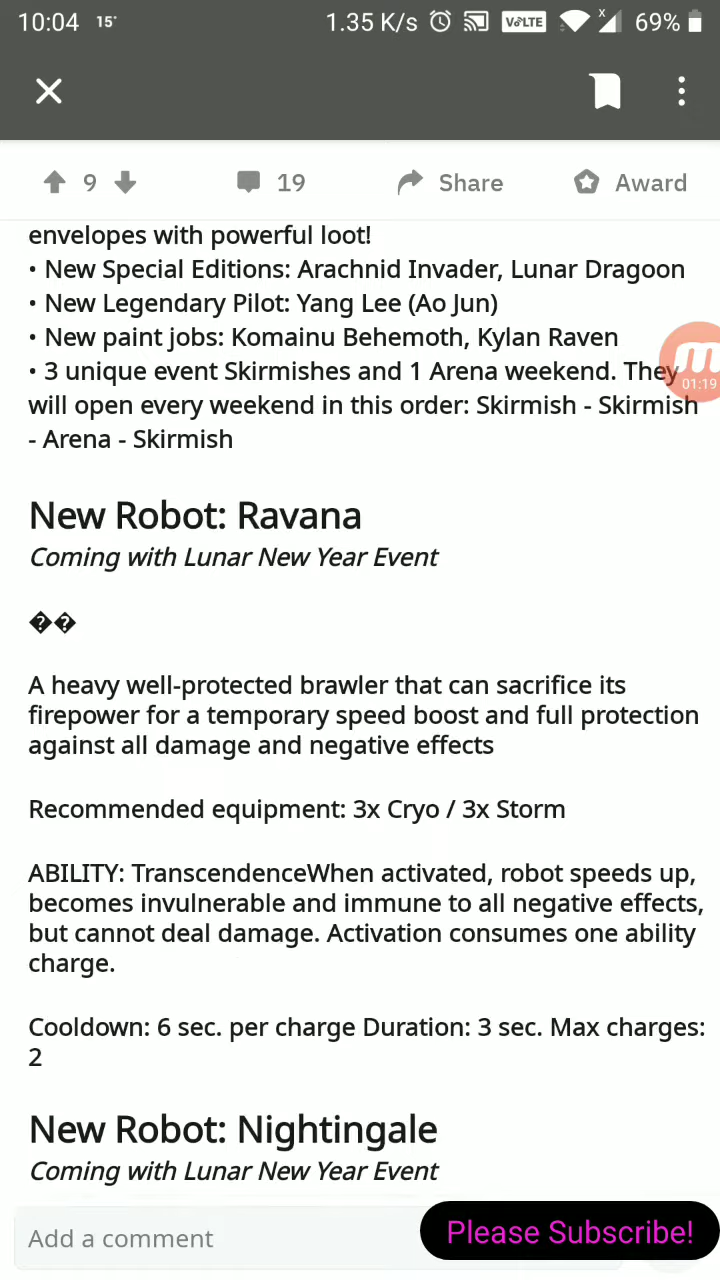 10:04 15° 1.35 K/s VoLTE x 69%
9 19 Share Award
envelopes with powerful loot!
• New Special Editions: Arachnid Invader, Lunar Dragoon
• New Legendary Pilot: Yang Lee (Ao Jun)
• New paint jobs: Komainu Behemoth, Kylan Raven
• 3 unique event Skirmishes and 1 Arena weekend. They
01:19
will open every weekend in this order: Skirmish - Skirmish
- Arena - Skirmish
New Robot: Ravana
Coming with Lunar New Year Event
��
A heavy well-protected brawler that can sacrifice its
firepower for a temporary speed boost and full protection
against all damage and negative effects
Recommended equipment: 3x Cryo / 3x Storm
ABILITY: TranscendenceWhen activated, robot speeds up,
becomes invulnerable and immune to all negative effects,
but cannot deal damage. Activation consumes one ability
charge.
Cooldown: 6 sec. per charge Duration: 3 sec. Max charges:
2
New Robot: Nightingale
Coming with Lunar New Year Event
Add a comment
Please Subscribe!